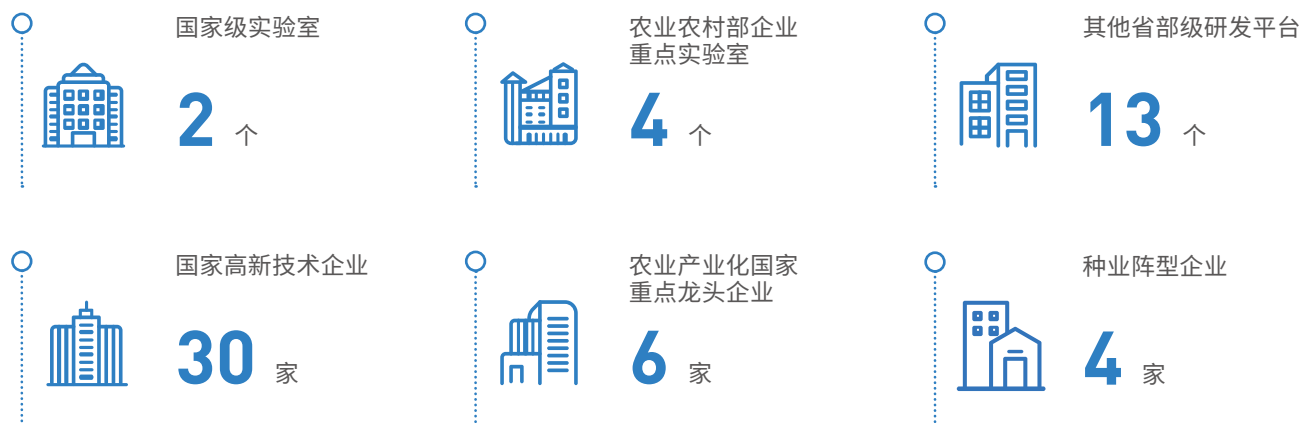 国家级实验室
2 个
农业农村部企业
重点实验室
4 个
其他省部级研发平台
13 个
国家高新技术企业
30 家
农业产业化国家
重点龙头企业
6 家
种业阵型企业
4 家